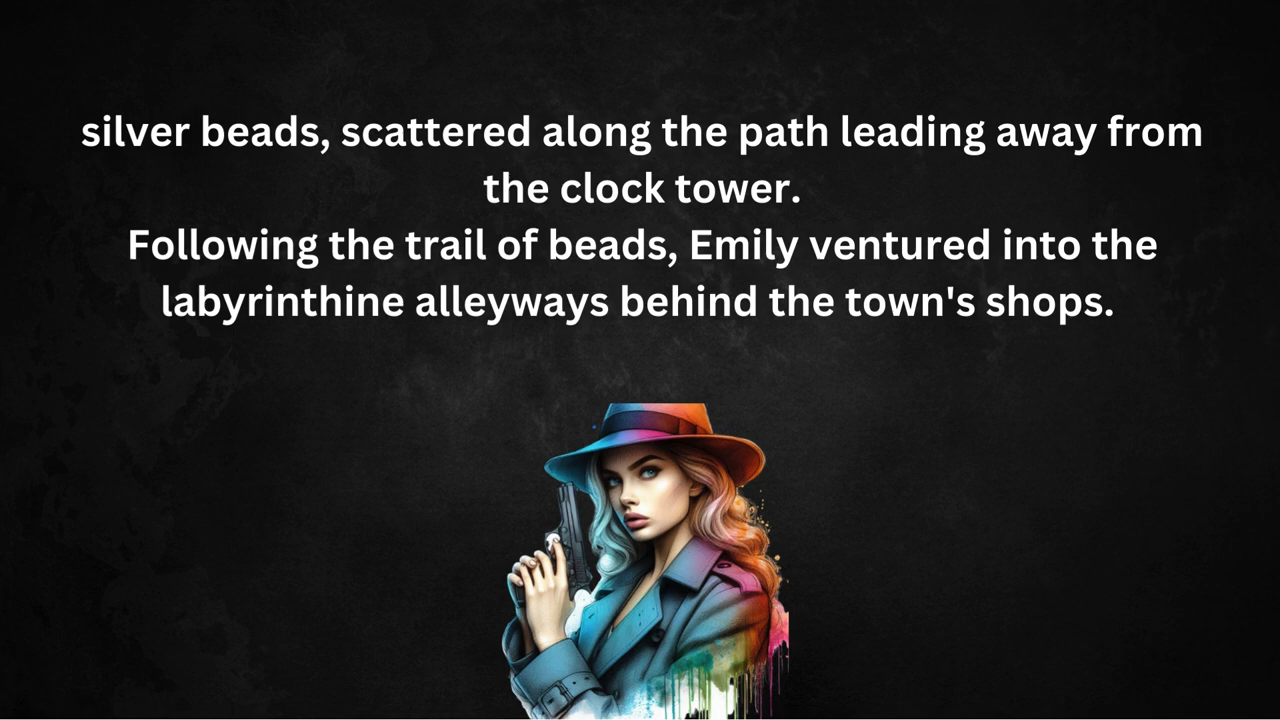 silver beads, scattered along the path leading away from
the clock tower.
Following the trail of beads, Emily ventured into the
labyrinthine alleyways behind the town's shops.